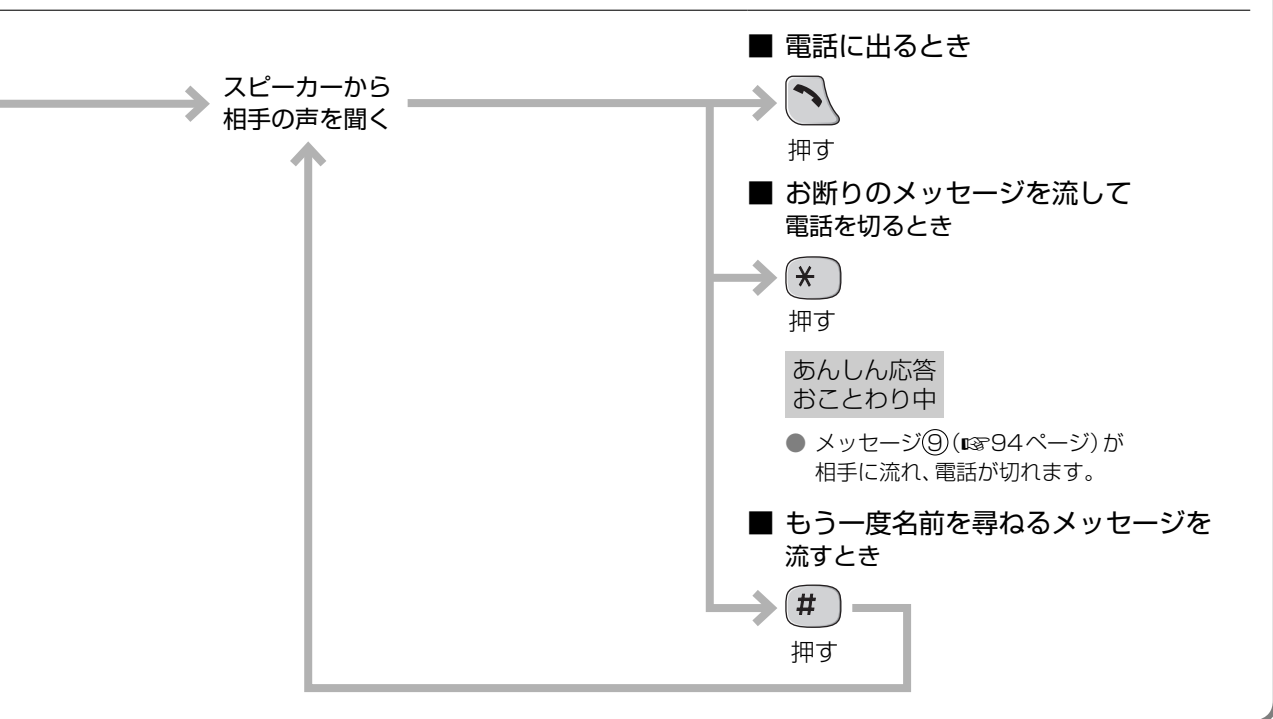 スピーカーから
相手の声を聞く
■ 電話に出るとき
押す
■ お断りのメッセージを流して
電話を切るとき
＊
押す
あんしん応答
おことわり中
● メッセージ⑨(☞94ページ)が
相手に流れ、電話が切れます。
■ もう一度名前を尋ねるメッセージを
流すとき
#
押す